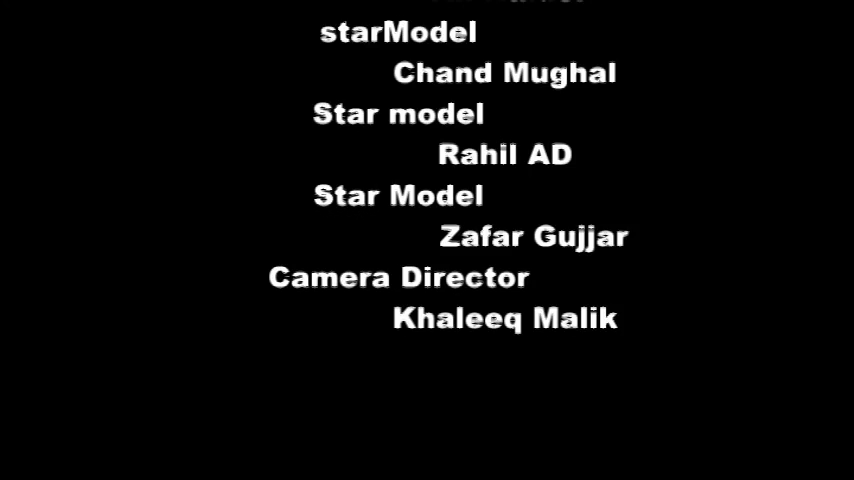 starModel
Chand Mughal
Star model
Rahil AD
Star Model
Zafar Gujjar
Camera Director
Khaleeq Malik